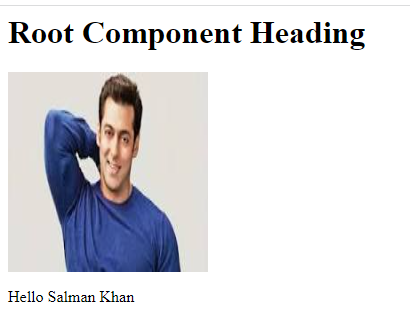 Root Component Heading
Hello Salman Khan